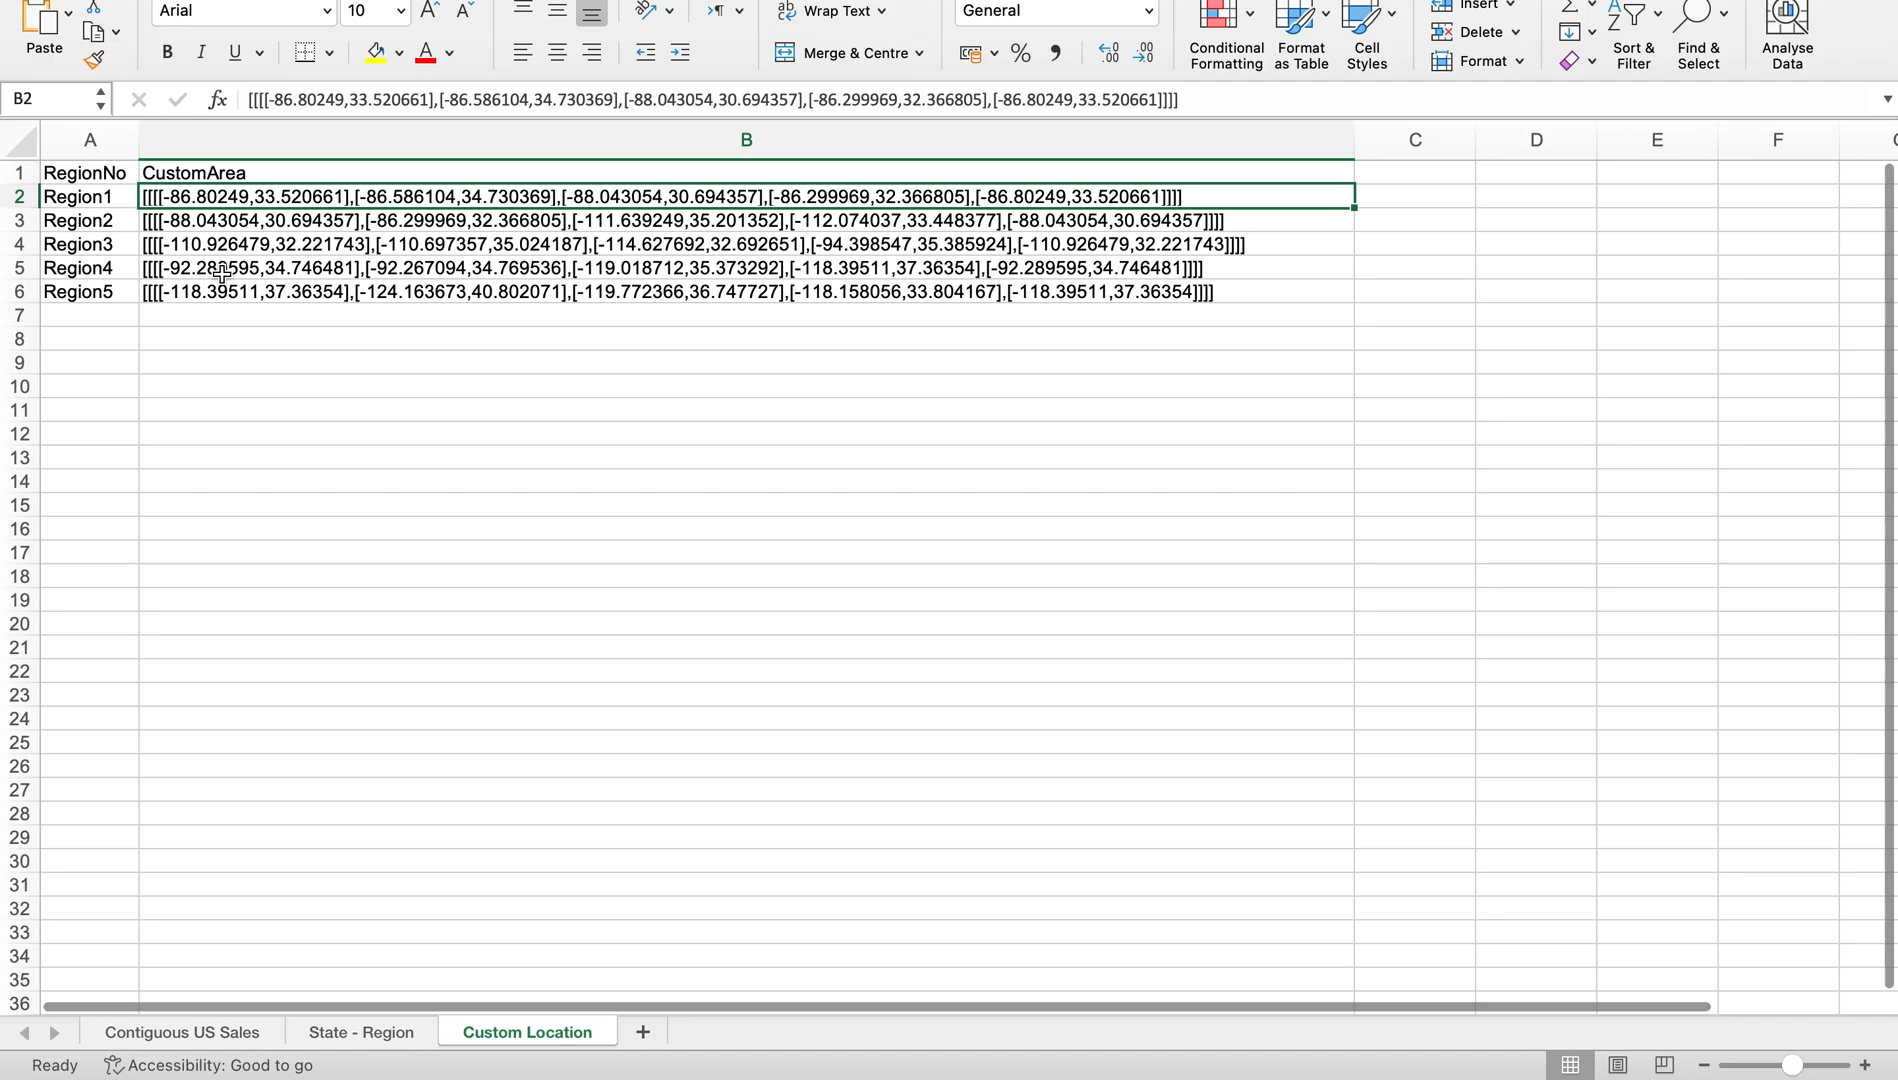 Paste
Arial
10
Wrap Text
General
Insert
B
I
U
A
Merge & Centre
%
Conditional Formatting
Format as Table
Cell Styles
Delete
Format
Sort & Filter
Find & Select
Analyse Data
B2
fx
[[[[-86.80249,33.520661],[-86.586104,34.730369],[-88.043054,30.694357],[-86.299969,32.366805],[-86.80249,33.520661]]]]
A B C D E F
1 RegionNo CustomArea
2 Region1 [[[[-86.80249,33.520661],[-86.586104,34.730369],[-88.043054,30.694357],[-86.299969,32.366805],[-86.80249,33.520661]]]]
3 Region2 [[[[-88.043054,30.694357],[-86.299969,32.366805],[-111.639249,35.201352],[-112.074037,33.448377],[-88.043054,30.694357]]]]
4 Region3 [[[[-110.926479,32.221743],[-110.697357,35.024187],[-114.627692,32.692651],[-94.398547,35.385924],[-110.926479,32.221743]]]]
5 Region4 [[[[-92.289595,34.746481],[-92.267094,34.769536],[-119.018712,35.373292],[-118.39511,37.36354],[-92.289595,34.746481]]]]
6 Region5 [[[[-118.39511,37.36354],[-124.163673,40.802071],[-119.772366,36.747727],[-118.158056,33.804167],[-118.39511,37.36354]]]]
7
8
9
10
11
12
13
14
15
16
17
18
19
20
21
22
23
24
25
26
27
28
29
30
31
32
33
34
35
36
Contiguous US Sales
State - Region
Custom Location
+
Ready
Accessibility: Good to go